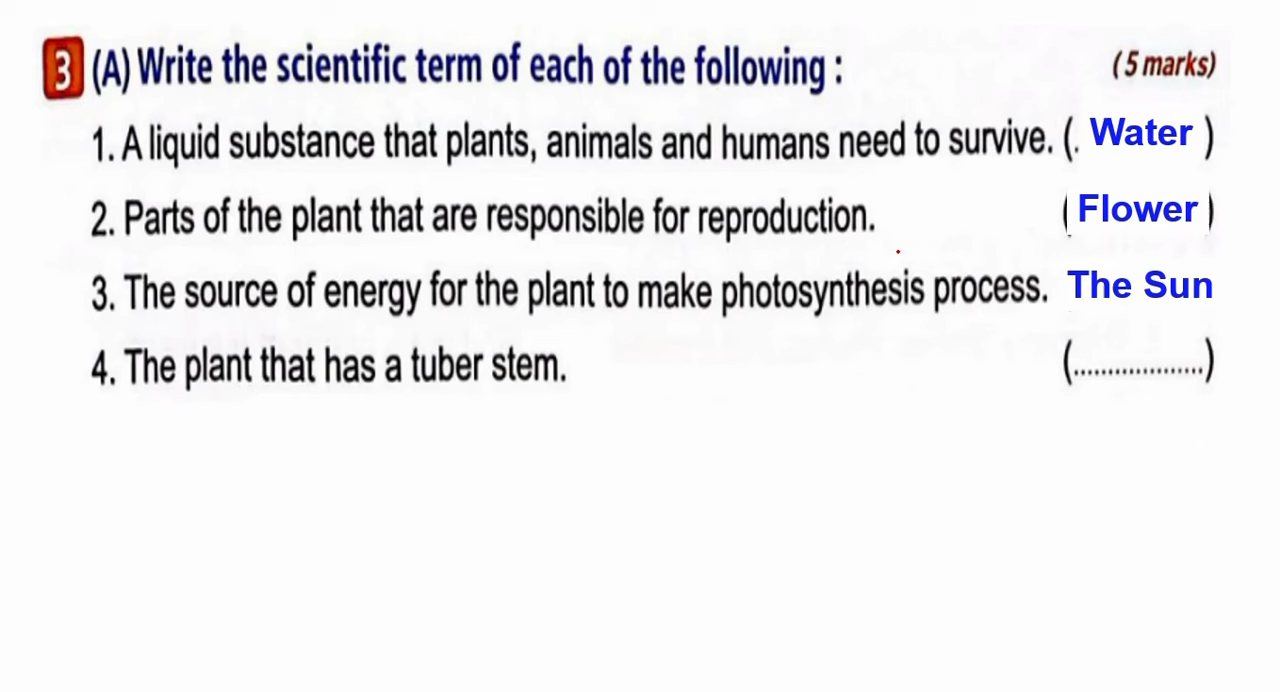 3 (A) Write the scientific term of each of the following : (5 marks)
1. A liquid substance that plants, animals and humans need to survive. (. Water )
2. Parts of the plant that are responsible for reproduction. ( Flower )
3. The source of energy for the plant to make photosynthesis process. The Sun
4. The plant that has a tuber stem. (....................)